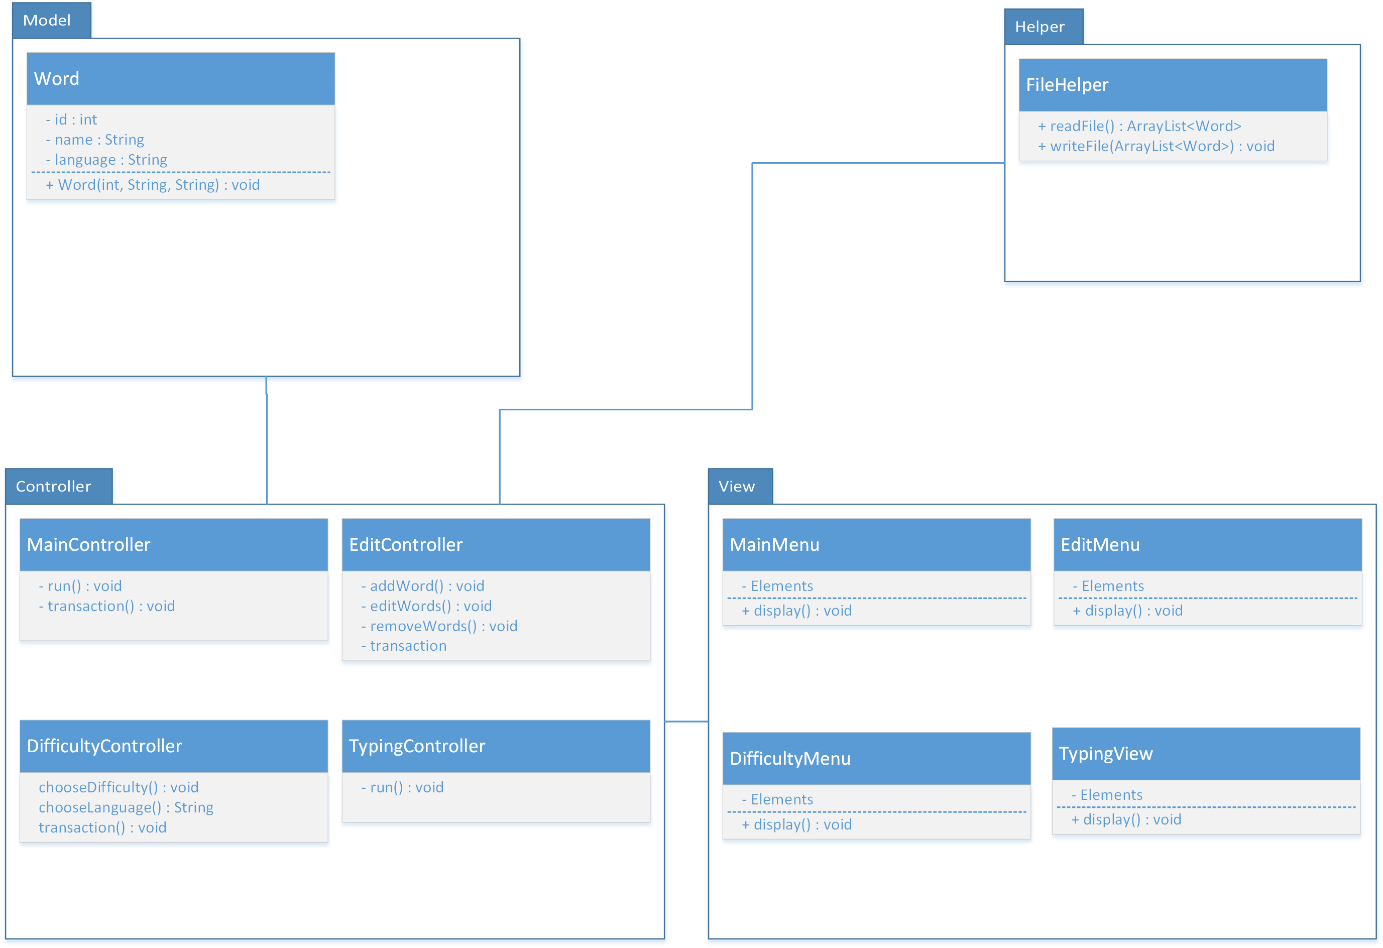 Model
Word
- id : int
- name : String
- language : String
+ Word(int, String, String) : void
Helper
FileHelper
+ readFile() : ArrayList<Word>
+ writeFile(ArrayList<Word>) : void
Controller
MainController
- run() : void
- transaction() : void
EditController
- addWord() : void
- editWords() : void
- removeWords() : void
- transaction
DifficultyController
chooseDifficulty() : void
chooseLanguage() : String
transaction() : void
TypingController
- run() : void
View
MainMenu
- Elements
+ display() : void
EditMenu
- Elements
+ display() : void
DifficultyMenu
- Elements
+ display() : void
TypingView
- Elements
+ display() : void